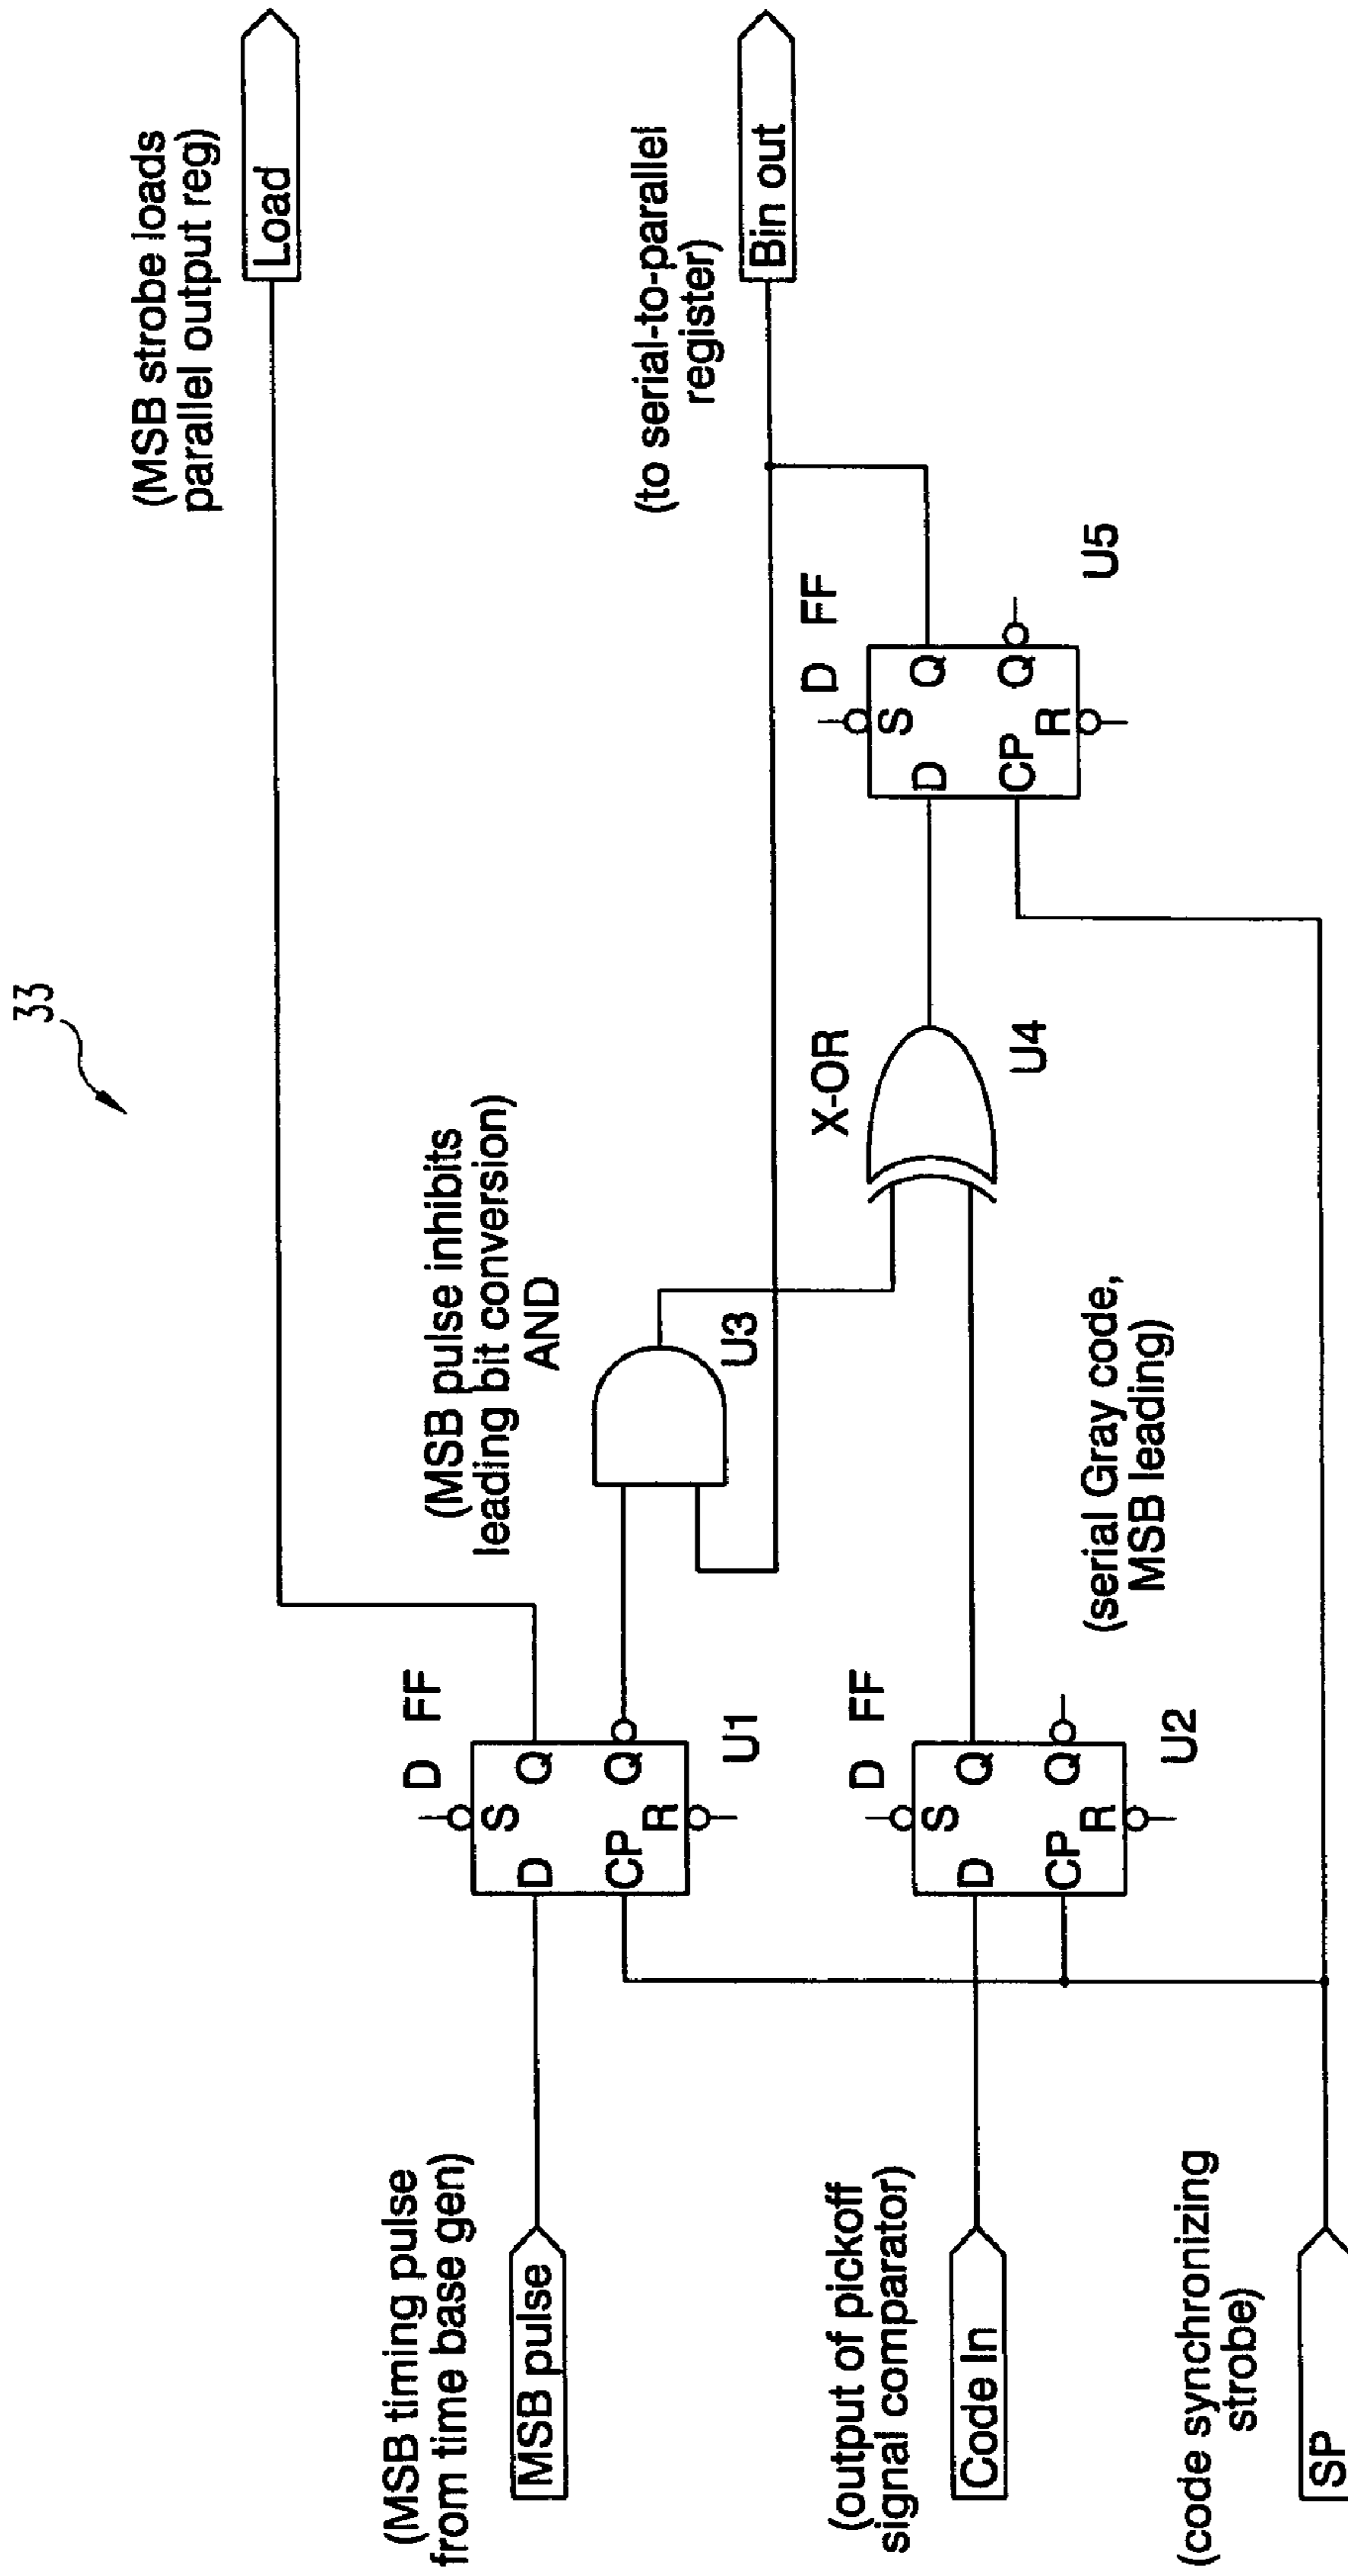 33
(MSB strobe loads
parallel output reg)
Load
(MSB pulse inhibits
leading bit conversion)
AND
U3
(MSB timing pulse
from time base gen)
MSB pulse
D FF
S
D
Q
CP
Q
R
U1
(to serial-to-parallel
register)
Bin out
X-OR
U4
D FF
S
D
Q
CP
Q
R
U5
(output of pickoff
signal comparator)
Code In
D FF
S
D
Q
CP
Q
R
U2
(serial Gray code,
MSB leading)
(code synchronizing
strobe)
SP